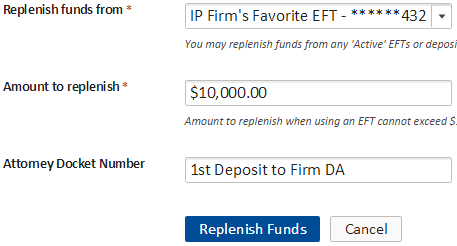 Replenish funds from * IP Firm's Favorite EFT - ******432
You may replenish funds from any 'Active' EFTs or deposi
Amount to replenish * $10,000.00
Amount to replenish when using an EFT cannot exceed $.
Attorney Docket Number 1st Deposit to Firm DA
Replenish Funds Cancel